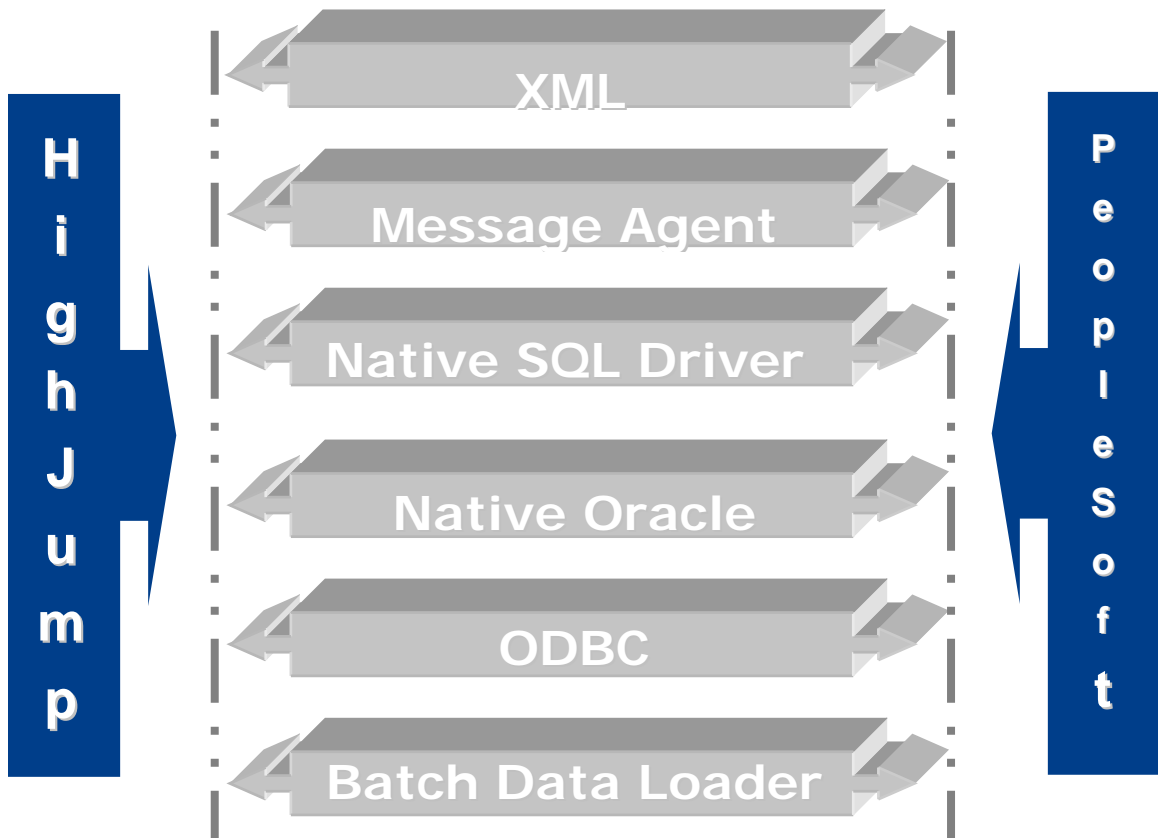 HighJump
XML
Message Agent
Native SQL Driver
Native Oracle
ODBC
Batch Data Loader
PeopleSoft